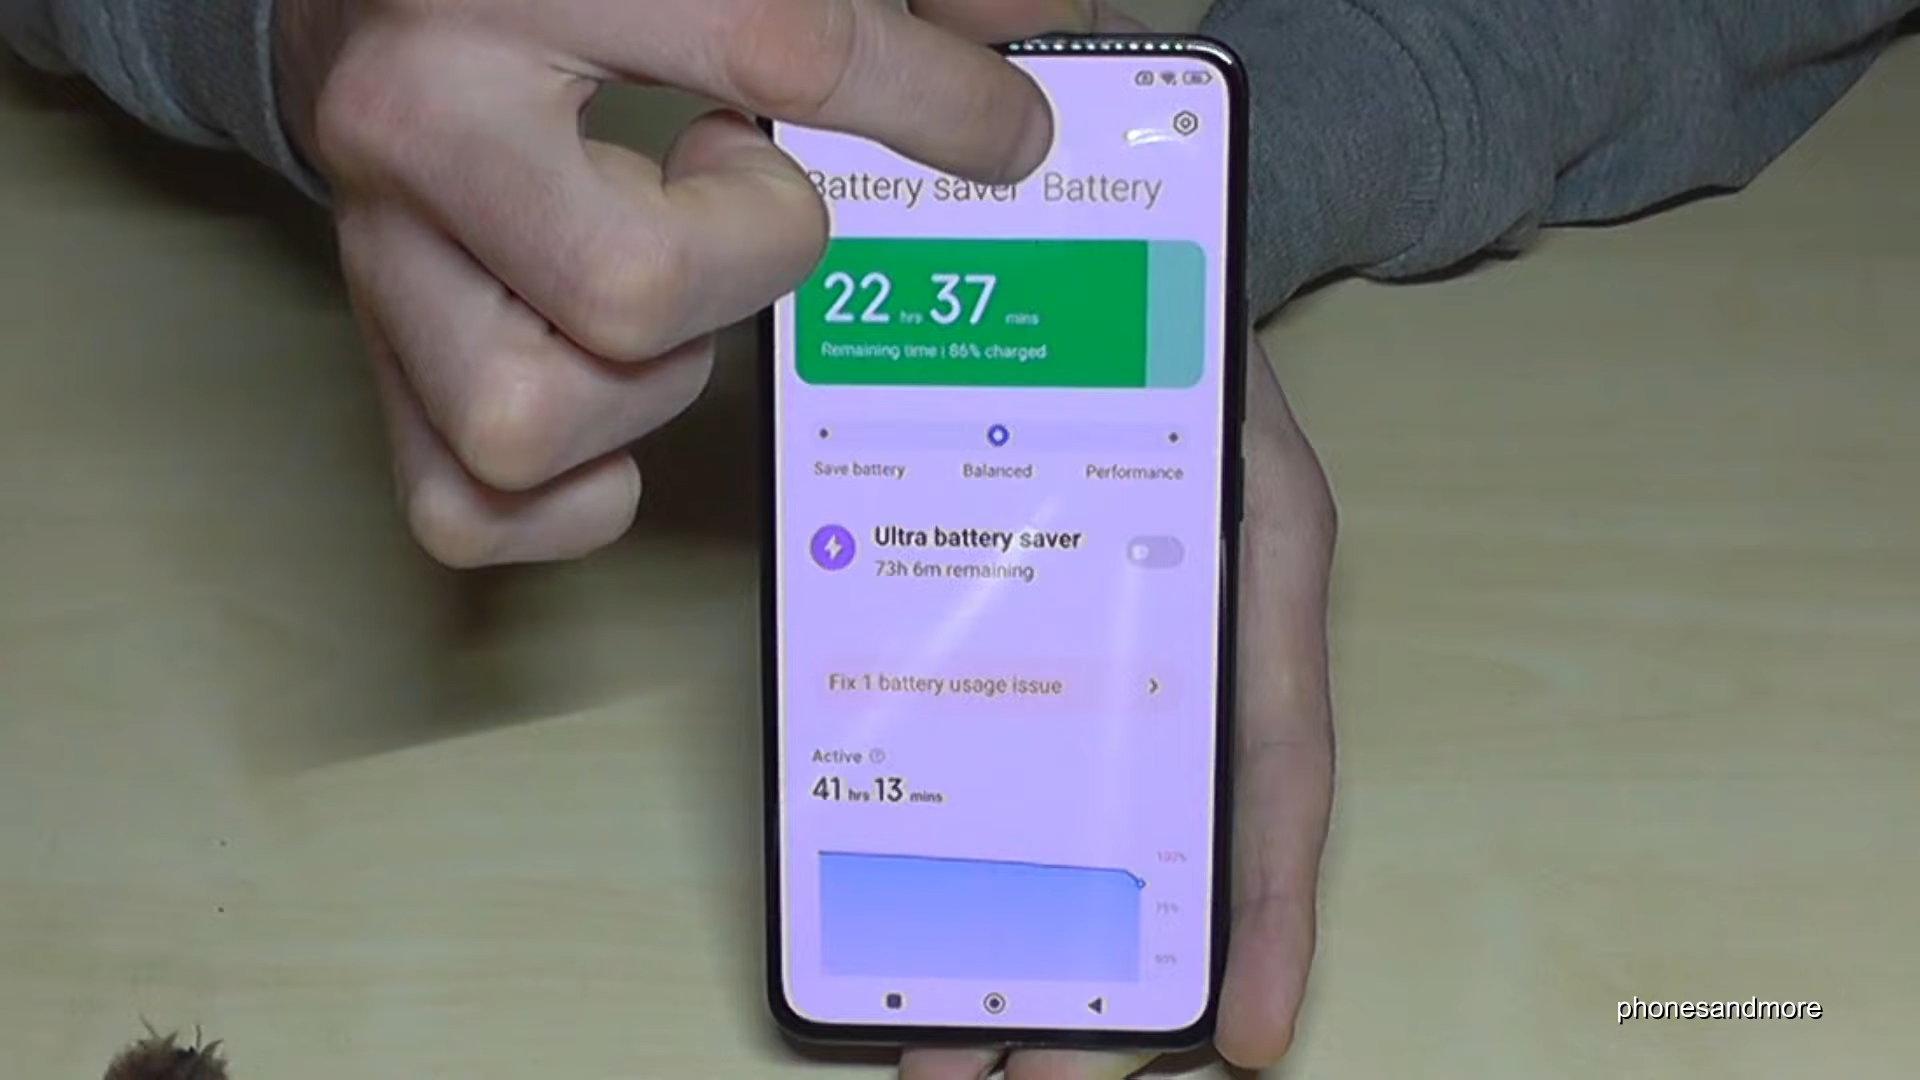 Battery saver Battery
22 hrs 37 mins
Remaining time | 86% charged
Save battery Balanced Performance
Ultra battery saver
73h 6m remaining
Fix 1 battery usage issue
Active
41 hrs 13 mins
100%
75%
50%
phonesandmore